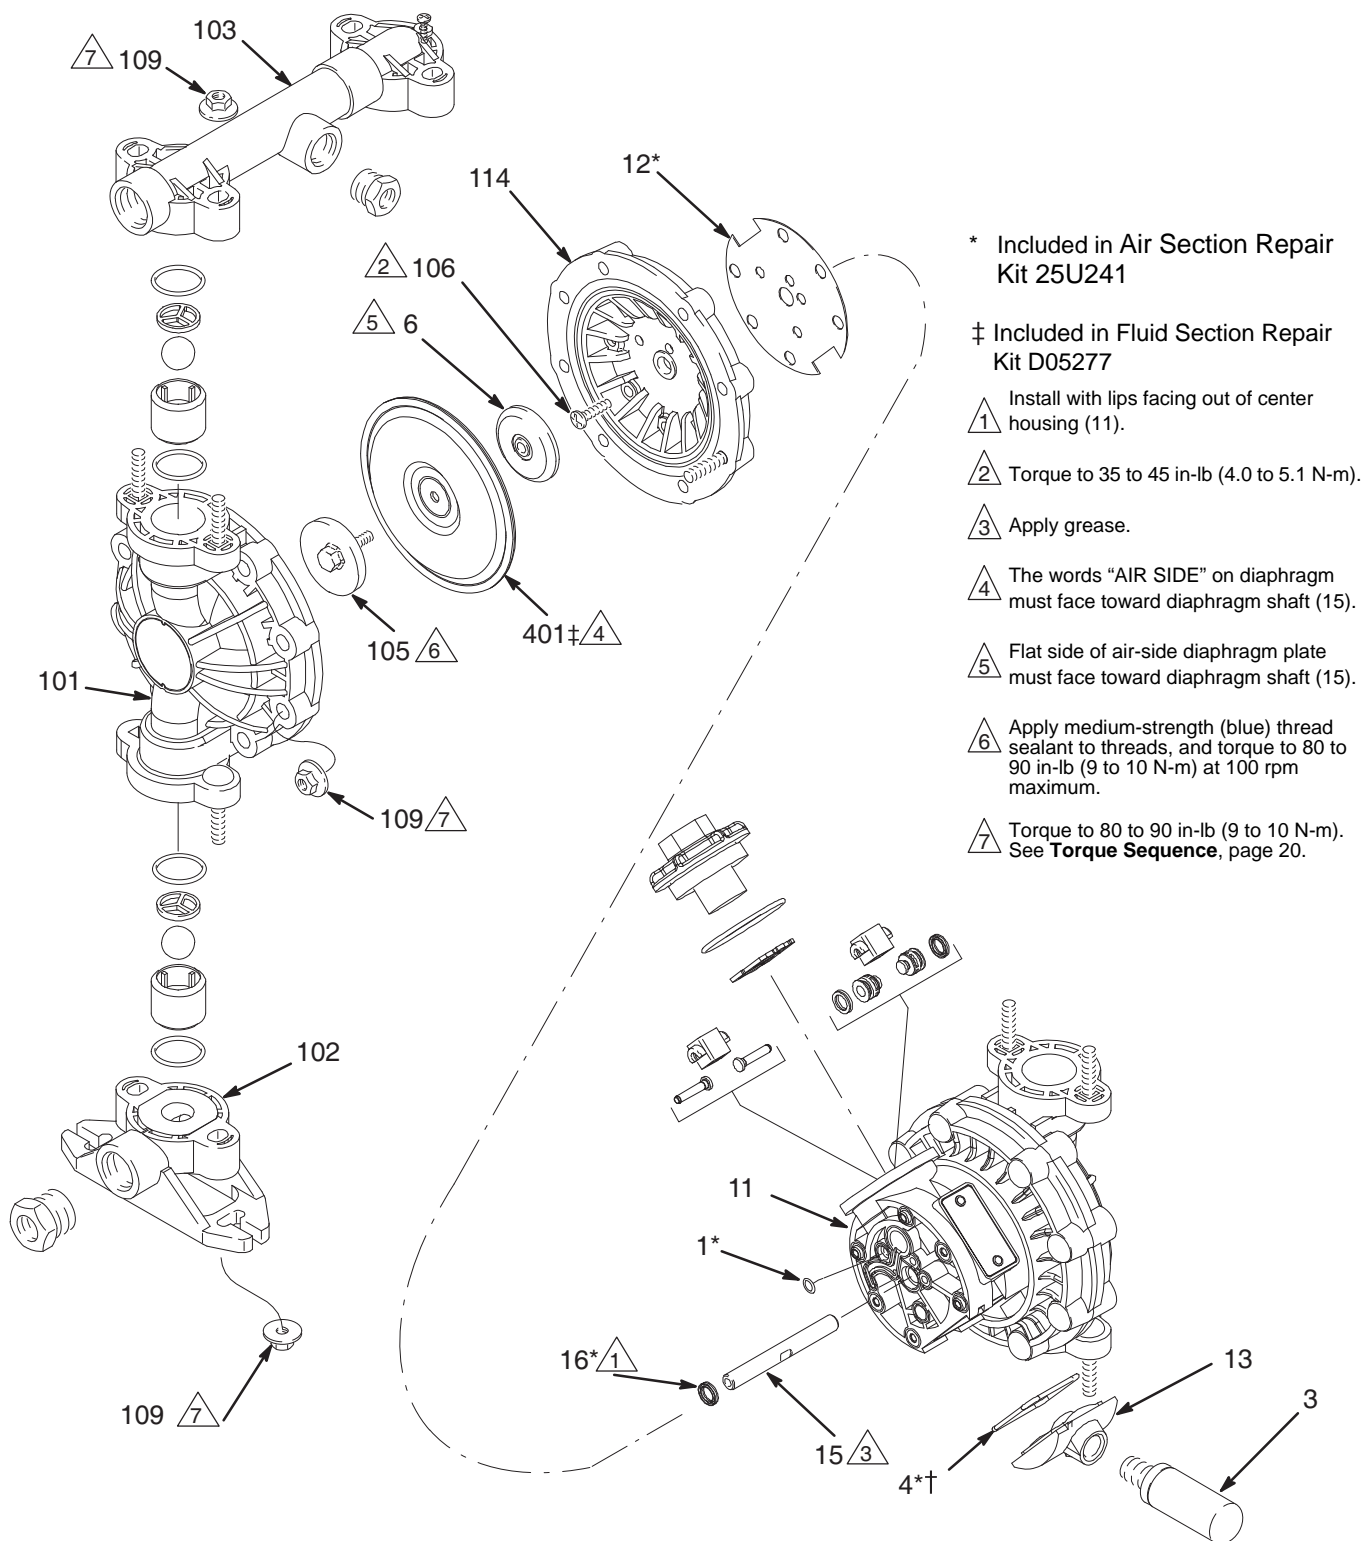 103
7 109
12*
114
2 106
5 6
* Included in Air Section Repair
Kit 25U241
‡ Included in Fluid Section Repair
Kit D05277
1 Install with lips facing out of center
housing (11).
2 Torque to 35 to 45 in-lb (4.0 to 5.1 N-m).
3 Apply grease.
4 The words “AIR SIDE” on diaphragm
must face toward diaphragm shaft (15).
5 Flat side of air-side diaphragm plate
must face toward diaphragm shaft (15).
6 Apply medium-strength (blue) thread
sealant to threads, and torque to 80 to
90 in-lb (9 to 10 N-m) at 100 rpm
maximum.
7 Torque to 80 to 90 in-lb (9 to 10 N-m).
See Torque Sequence, page 20.
401‡ 4
105 6
101
109 7
102
11
1*
16* 1
15 3
13
3
4*†
109 7